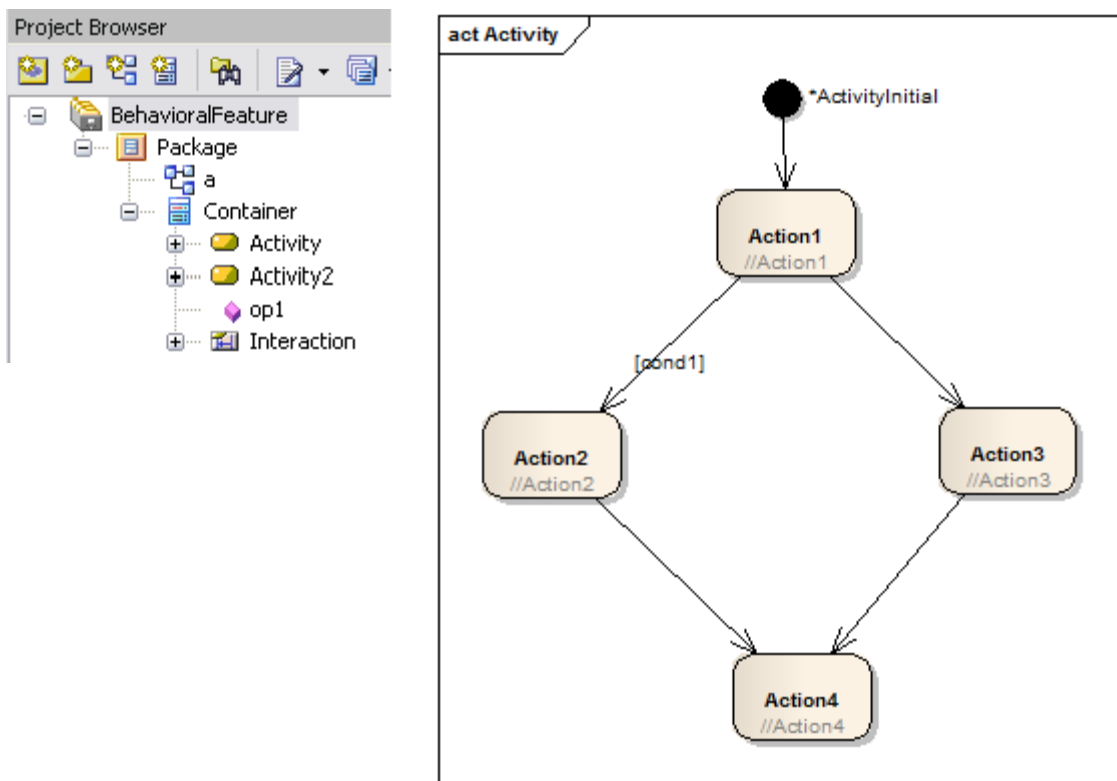 Project Browser
BehavioralFeature
Package
a
Container
Activity
Activity2
op1
Interaction
act Activity
*ActivityInitial
Action1
//Action1
[cond1]
Action2
//Action2
Action3
//Action3
Action4
//Action4